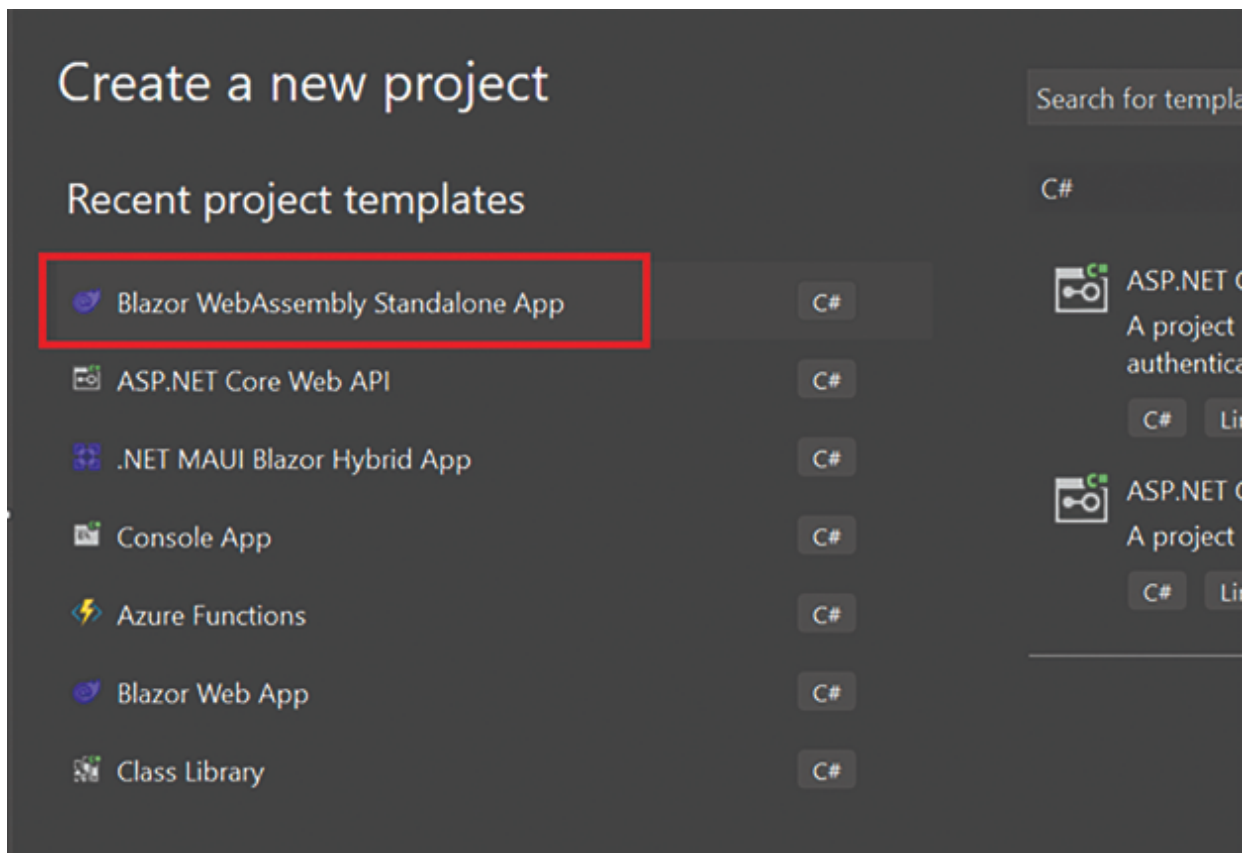 Create a new project
Search for templa
Recent project templates
C#
Blazor WebAssembly Standalone App
C#
ASP.NET Core Web API
C#
.NET MAUI Blazor Hybrid App
C#
Console App
C#
Azure Functions
C#
Blazor Web App
C#
Class Library
C#
ASP.NET C
A project
authentica
C# Li
ASP.NET C
A project
C# Li